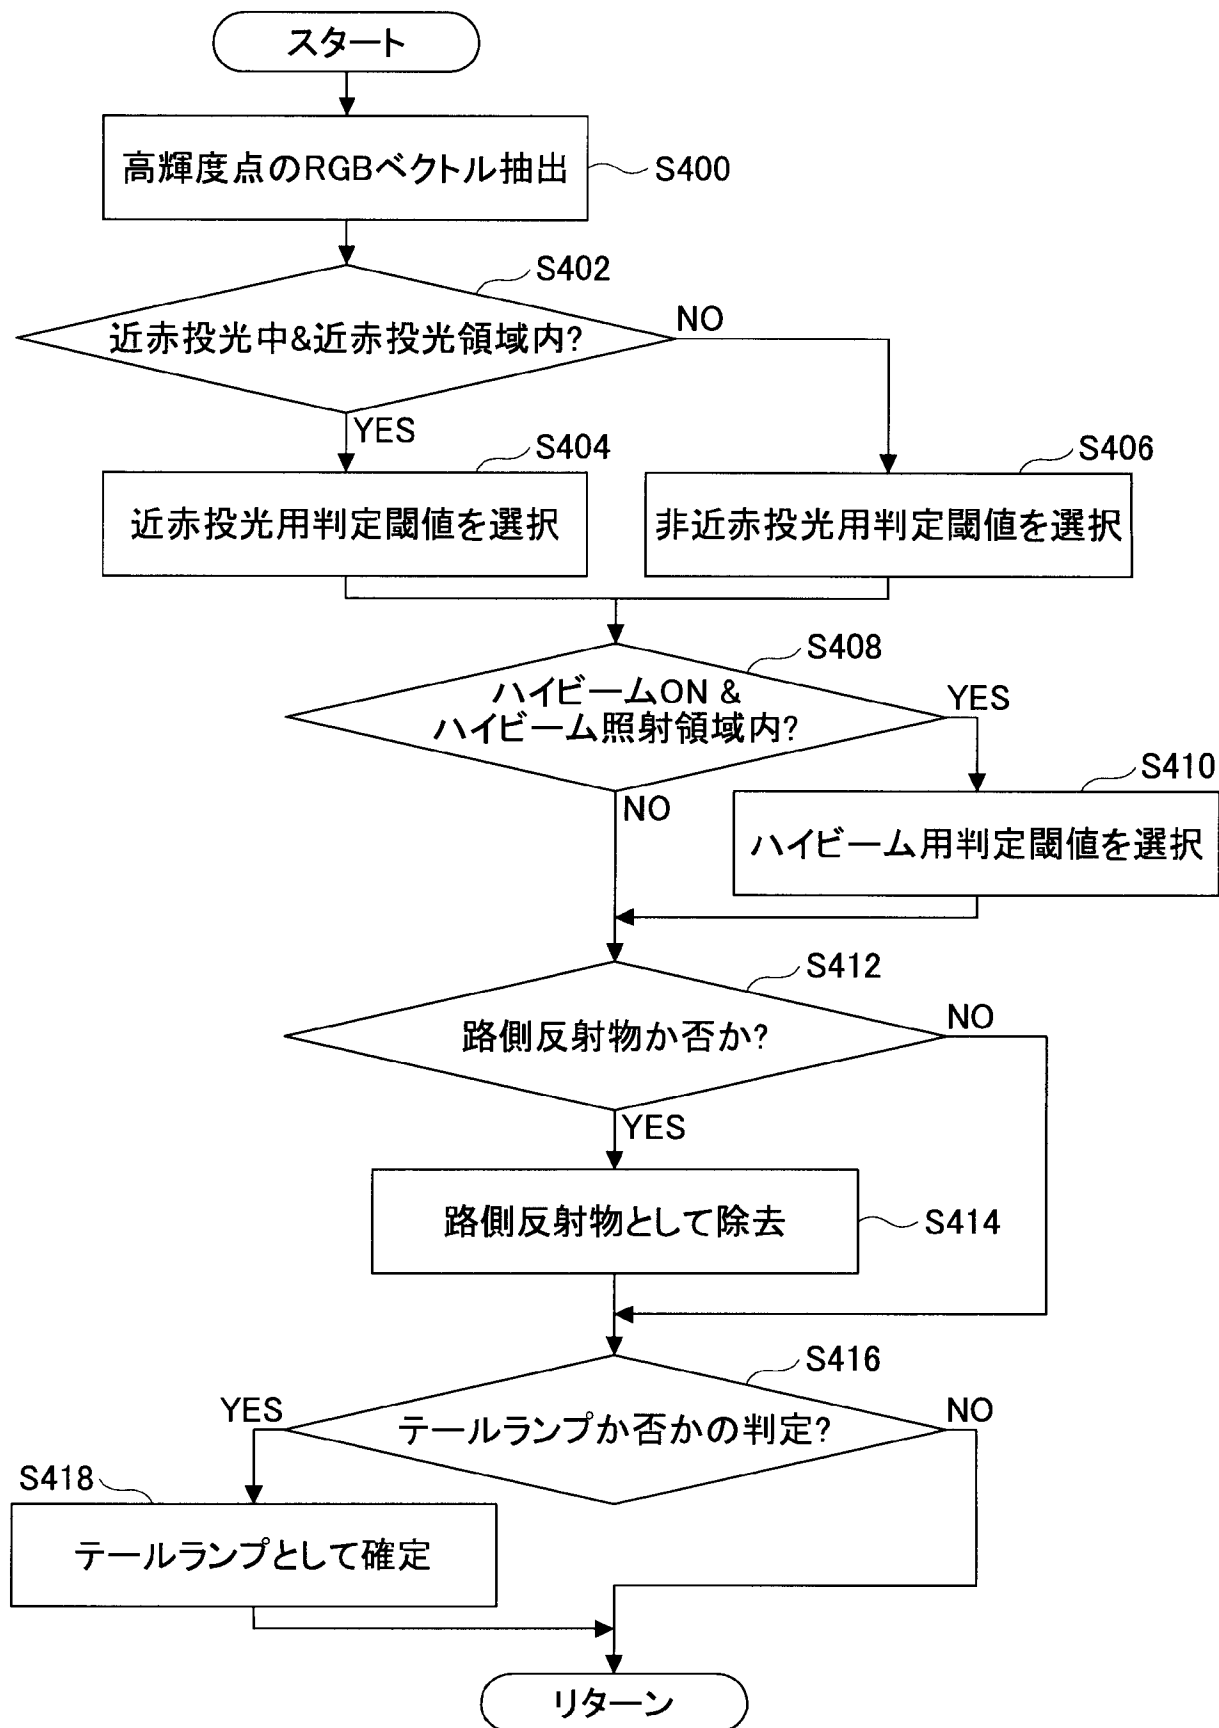 スタート
高輝度点のRGBベクトル抽出
S400
S402
近赤投光中&近赤投光領域内?
NO
YES
S404
S406
近赤投光用判定閾値を選択
非近赤投光用判定閾値を選択
S408
ハイビームON &
ハイビーム照射領域内?
YES
NO
S410
ハイビーム用判定閾値を選択
S412
路側反射物か否か?
NO
YES
路側反射物として除去
S414
S416
YES
テールランプか否かの判定?
NO
S418
テールランプとして確定
リターン